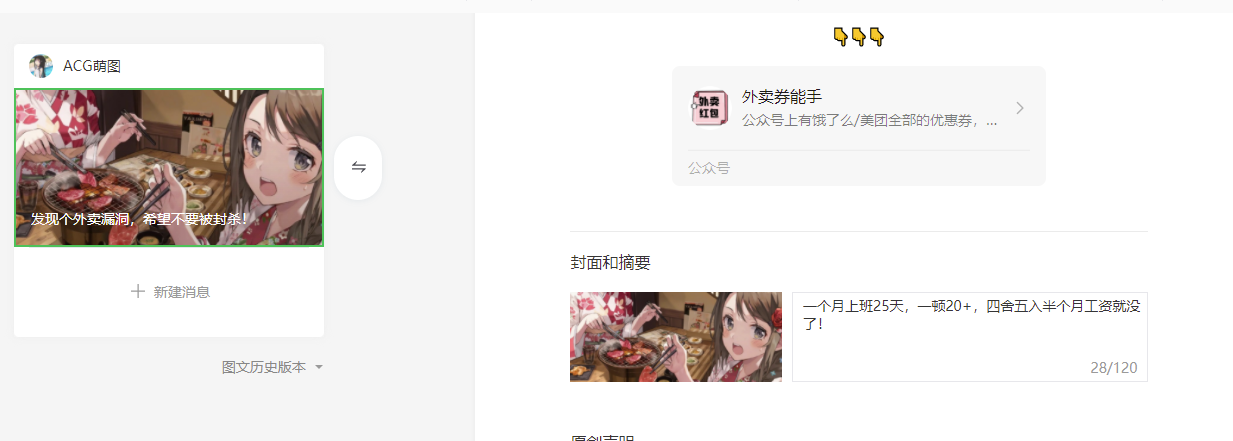 ACG萌图
发现个外卖漏洞，希望不要被封杀！
新建消息
图文历史版本
外卖
红包
外卖券能手
公众号上有饿了么/美团全部的优惠券，...
公众号
封面和摘要
一个月上班25天，一顿20+，四舍五入半个月工资就没
了！
28/120